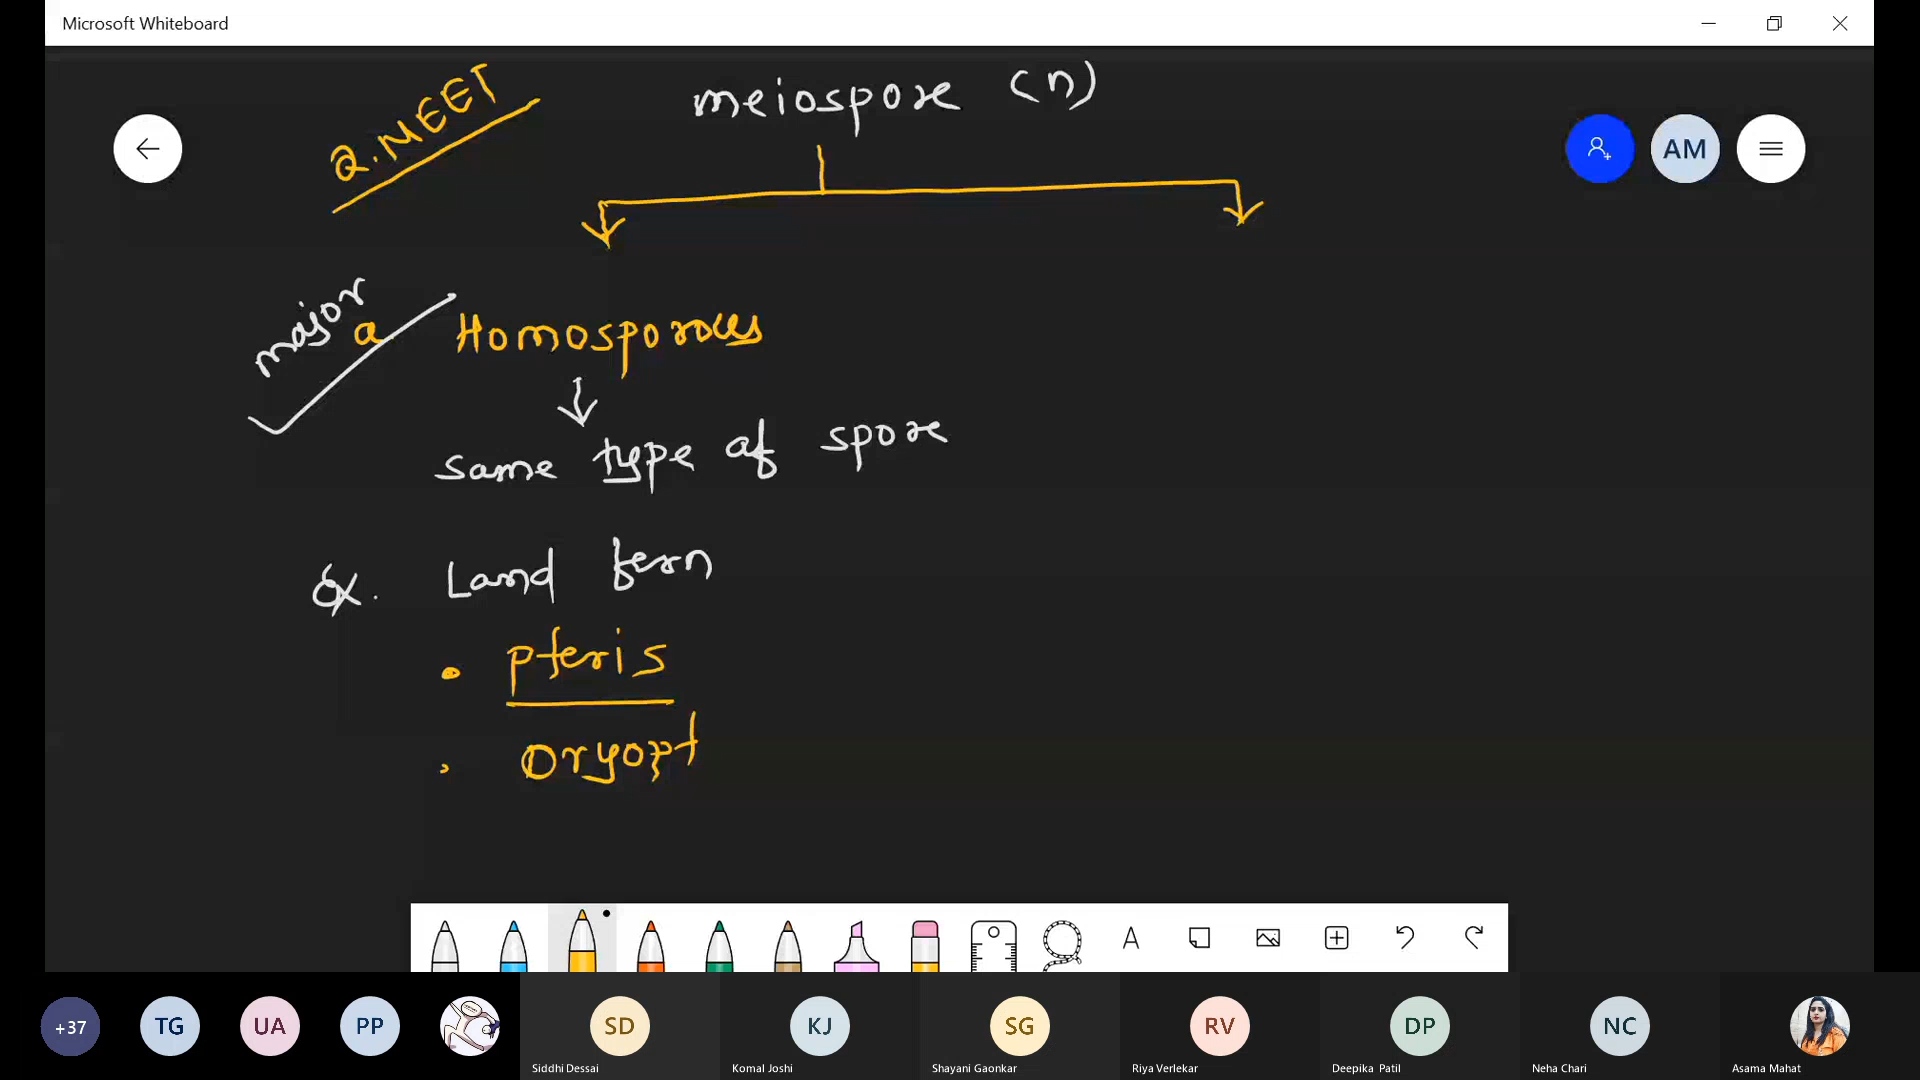 Microsoft Whiteboard
2.NEET
meiospore (n)
AM
major
a Homosporous
same type of spore
Ex. Land fern
• pteris
• Dryopt
A
+37
TG
UA
PP
SD
KJ
SG
RV
DP
NC
Siddhi Dessai
Komal Joshi
Shayani Gaonkar
Riya Verlekar
Deepika Patil
Neha Chari
Asama Mahat